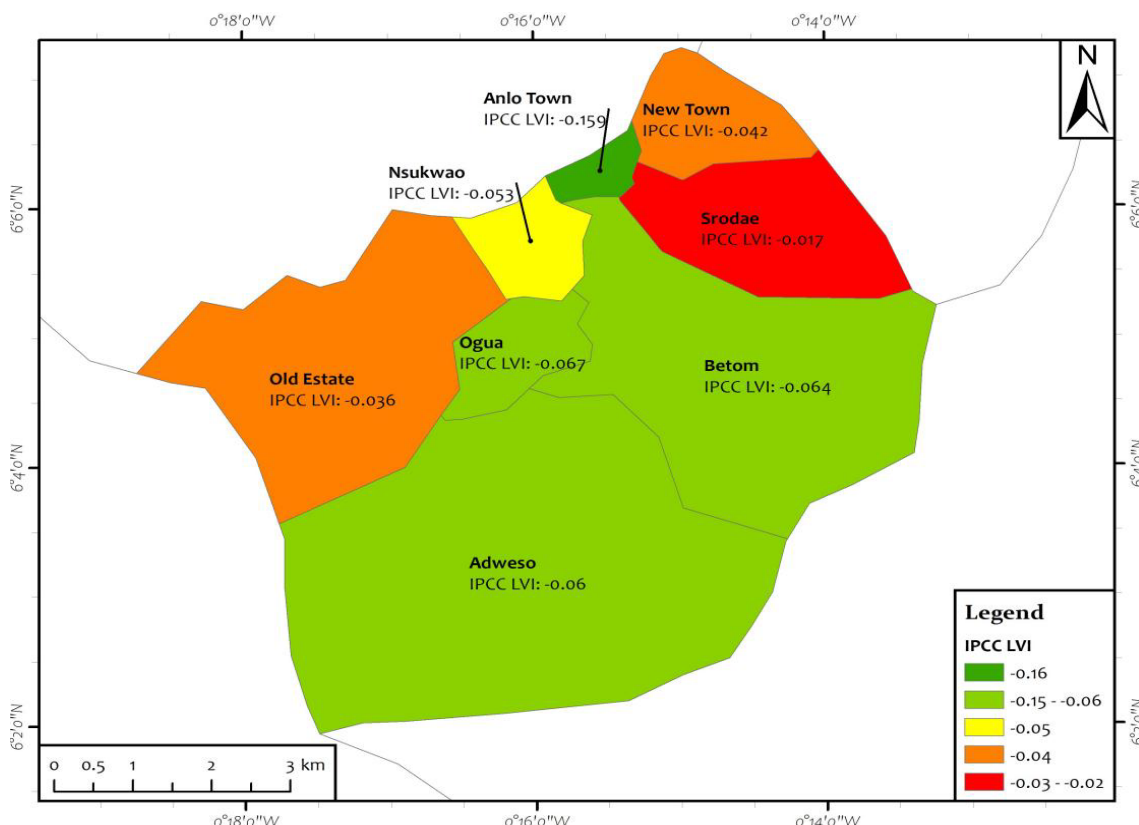 0°18'0"W
0°16'0"W
0°14'0"W
N
Anlo Town
IPCC LVI: -0.159
New Town
IPCC LVI: -0.042
Nsukwao
IPCC LVI: -0.053
6°6'0"N
6°6'0"N
Srodae
IPCC LVI: -0.017
Ogua
IPCC LVI: -0.067
Betom
IPCC LVI: -0.064
Old Estate
IPCC LVI: -0.036
6°4'0"N
6°4'0"N
Adweso
IPCC LVI: -0.06
Legend
IPCC LVI
-0.16
-0.15 - -0.06
-0.05
-0.04
-0.03 - -0.02
6°2'0"N
6°2'0"N
0 0.5 1 2 3 km
0°18'0"W
0°16'0"W
0°14'0"W